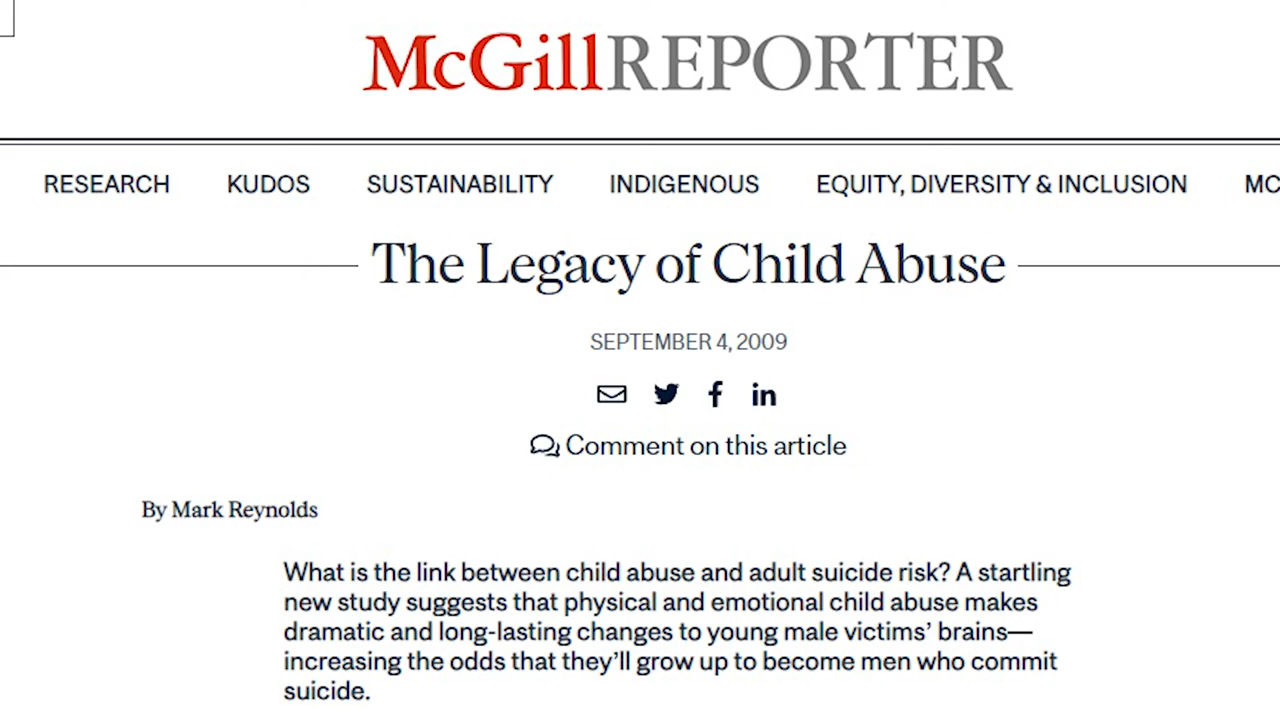 McGillREPORTER
RESEARCH KUDOS SUSTAINABILITY INDIGENOUS EQUITY, DIVERSITY & INCLUSION MC
The Legacy of Child Abuse
SEPTEMBER 4, 2009
Comment on this article
By Mark Reynolds
What is the link between child abuse and adult suicide risk? A startling
new study suggests that physical and emotional child abuse makes
dramatic and long-lasting changes to young male victims’ brains—
increasing the odds that they’ll grow up to become men who commit
suicide.